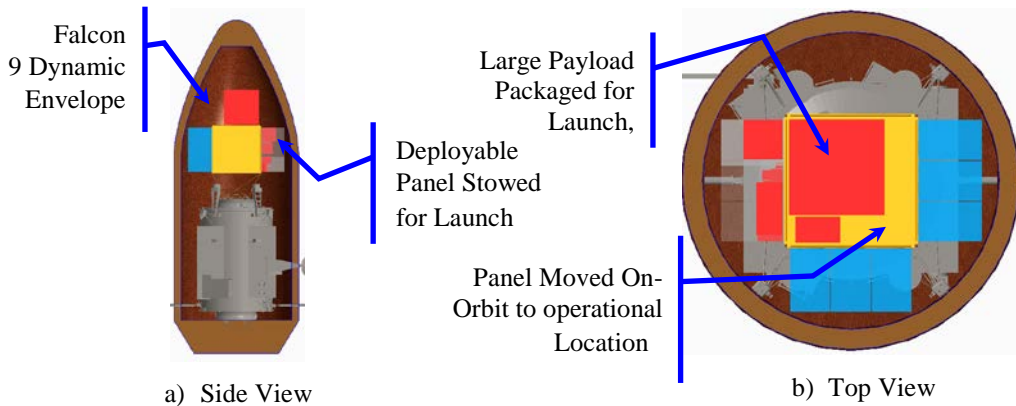 Falcon
9 Dynamic
Envelope
Deployable
Panel Stowed
for Launch
a) Side View
Large Payload
Packaged for
Launch,
Panel Moved On-
Orbit to operational
Location
b) Top View